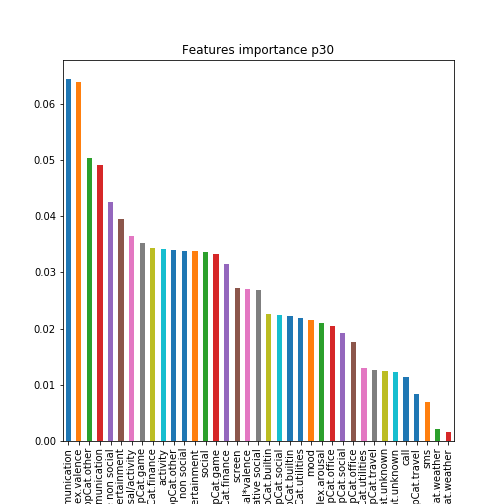 Features importance p30
0.06
0.05
0.04
0.03
0.02
0.01
0.00
munication
ex.valence
pCat.other
munication
non social
ertainment
sal/activity
pCat.game
Cat.finance
activity
pCat.other
non social
ertainment
social
pCat.game
Cat.finance
screen
al*valence
ative social
pCat.builtin
pCat.social
pCat.builtin
Cat.utilities
mood
lex.arousal
pCat.office
pCat.social
pCat.office
Cat.utilities
pCat.travel
at.unknown
at.unknown
call
pCat.travel
sms
at.weather
at.weather